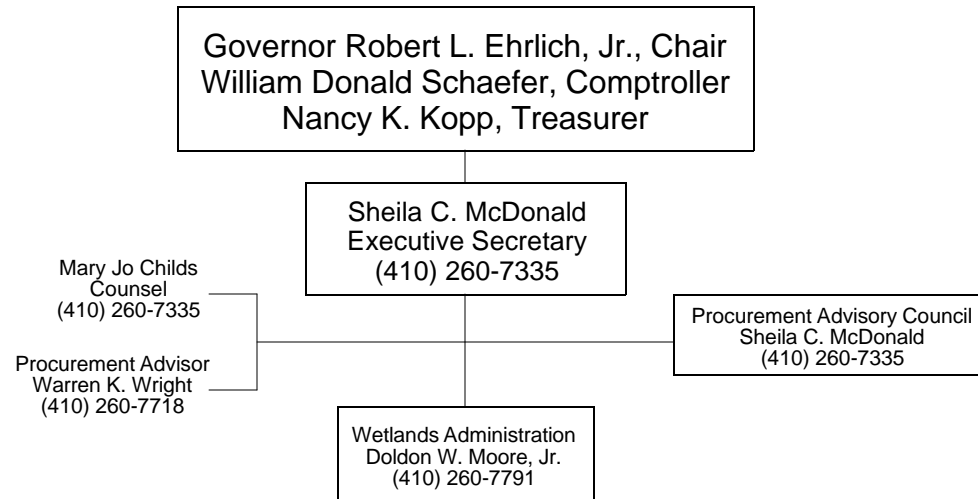 Governor Robert L. Ehrlich, Jr., Chair
William Donald Schaefer, Comptroller
Nancy K. Kopp, Treasurer
Sheila C. McDonald
Executive Secretary
(410) 260-7335
Mary Jo Childs
Counsel
(410) 260-7335
Procurement Advisor
Warren K. Wright
(410) 260-7718
Procurement Advisory Council
Sheila C. McDonald
(410) 260-7335
Wetlands Administration
Doldon W. Moore, Jr.
(410) 260-7791